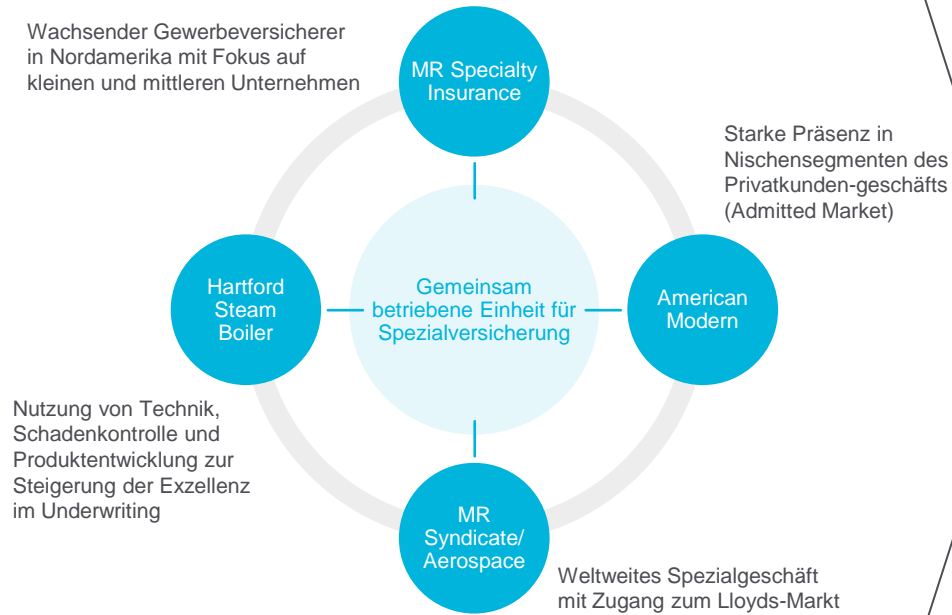 Wachsender Gewerbeversicherer
in Nordamerika mit Fokus auf
kleinen und mittleren Unternehmen
MR Specialty
Insurance
Starke Präsenz in
Nischensegmenten des
Privatkunden-geschäfts
(Admitted Market)
Hartford
Steam
Boiler
Gemeinsam
betriebene Einheit für
Spezialversicherung
American
Modern
Nutzung von Technik,
Schadenkontrolle und
Produktentwicklung zur
Steigerung der Exzellenz
im Underwriting
MR
Syndicate/
Aerospace
Weltweites Spezialgeschäft
mit Zugang zum Lloyds-Markt